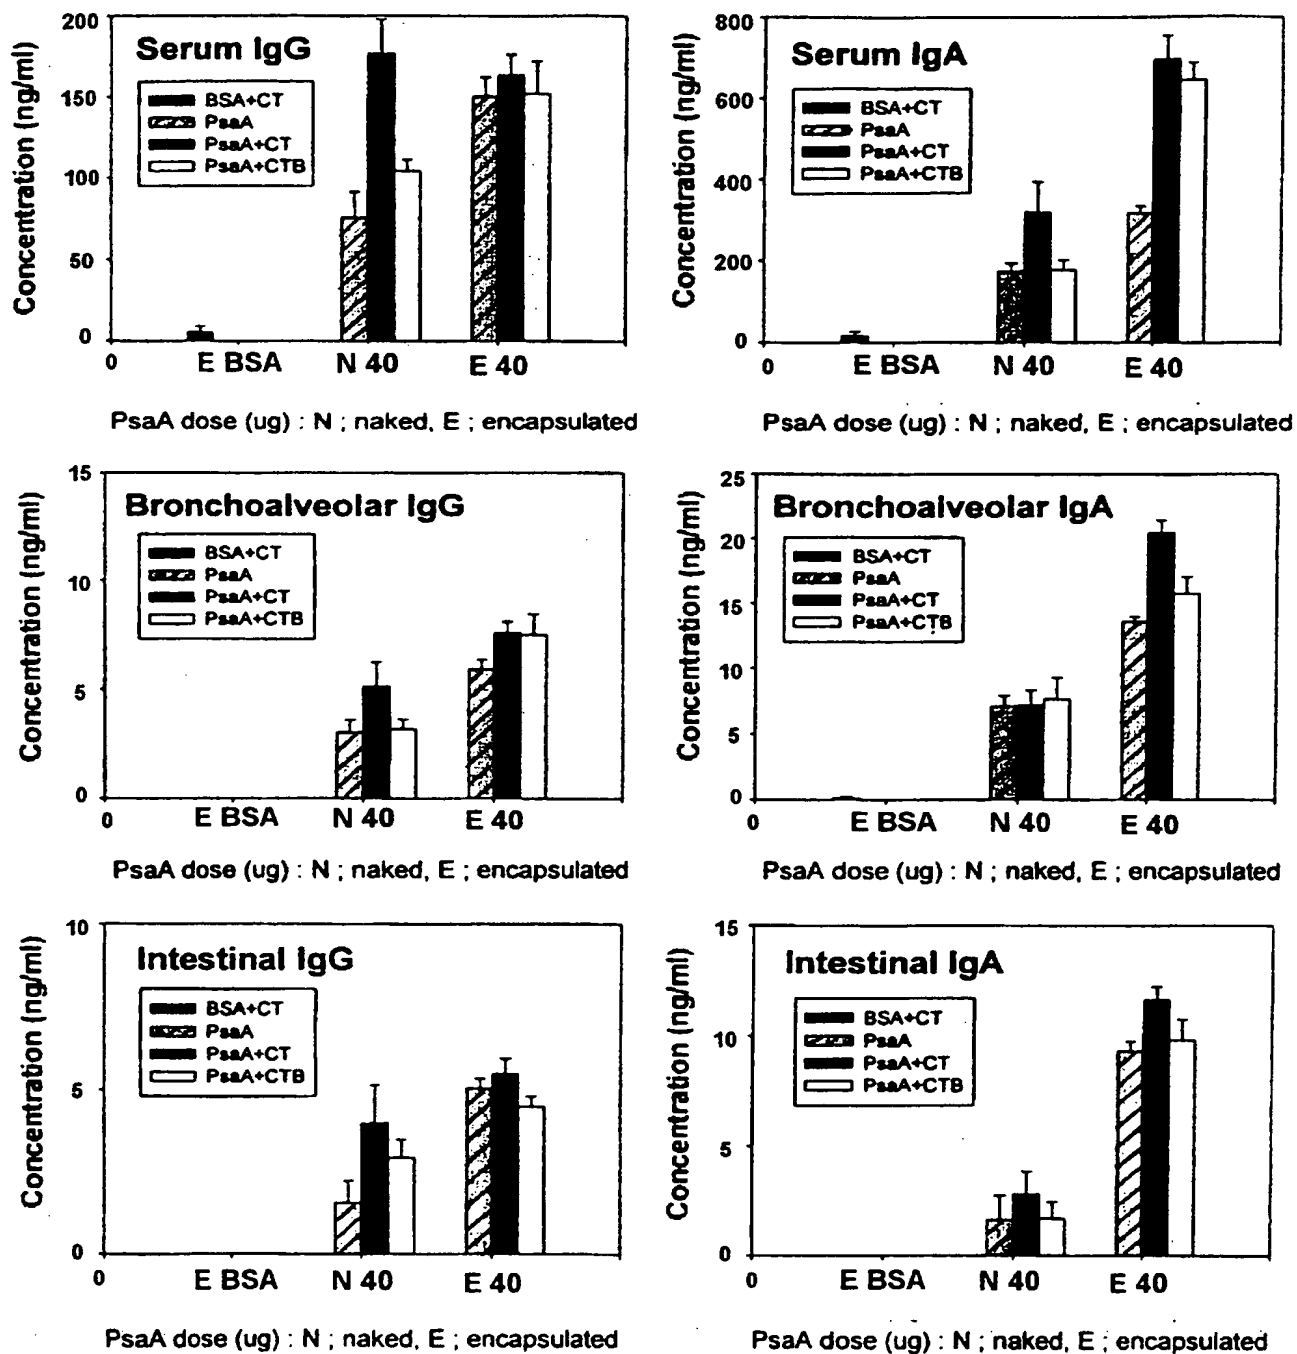 Serum IgG
Concentration (ng/ml)
200
150
100
50
0
BSA+CT
PsaA
PsaA+CT
PsaA+CTB
0
E BSA
N 40
E 40
PsaA dose (ug) : N ; naked, E ; encapsulated
Serum IgA
Concentration (ng/ml)
800
600
400
200
0
BSA+CT
PsaA
PsaA+CT
PsaA+CTB
0
E BSA
N 40
E 40
PsaA dose (ug) : N ; naked, E ; encapsulated
Bronchoalveolar IgG
Concentration (ng/ml)
15
10
5
0
BSA+CT
PsaA
PsaA+CT
PsaA+CTB
0
E BSA
N 40
E 40
PsaA dose (ug) : N ; naked, E ; encapsulated
Bronchoalveolar IgA
Concentration (ng/ml)
25
20
15
10
5
0
BSA+CT
PsaA
PsaA+CT
PsaA+CTB
0
E BSA
N 40
E 40
PsaA dose (ug) : N ; naked, E ; encapsulated
Intestinal IgG
Concentration (ng/ml)
10
5
0
BSA+CT
PsaA
PsaA+CT
PsaA+CTB
0
E BSA
N 40
E 40
PsaA dose (ug) : N ; naked, E ; encapsulated
Intestinal IgA
Concentration (ng/ml)
15
10
5
0
BSA+CT
PsaA
PsaA+CT
PsaA+CTB
0
E BSA
N 40
E 40
PsaA dose (ug) : N ; naked, E ; encapsulated